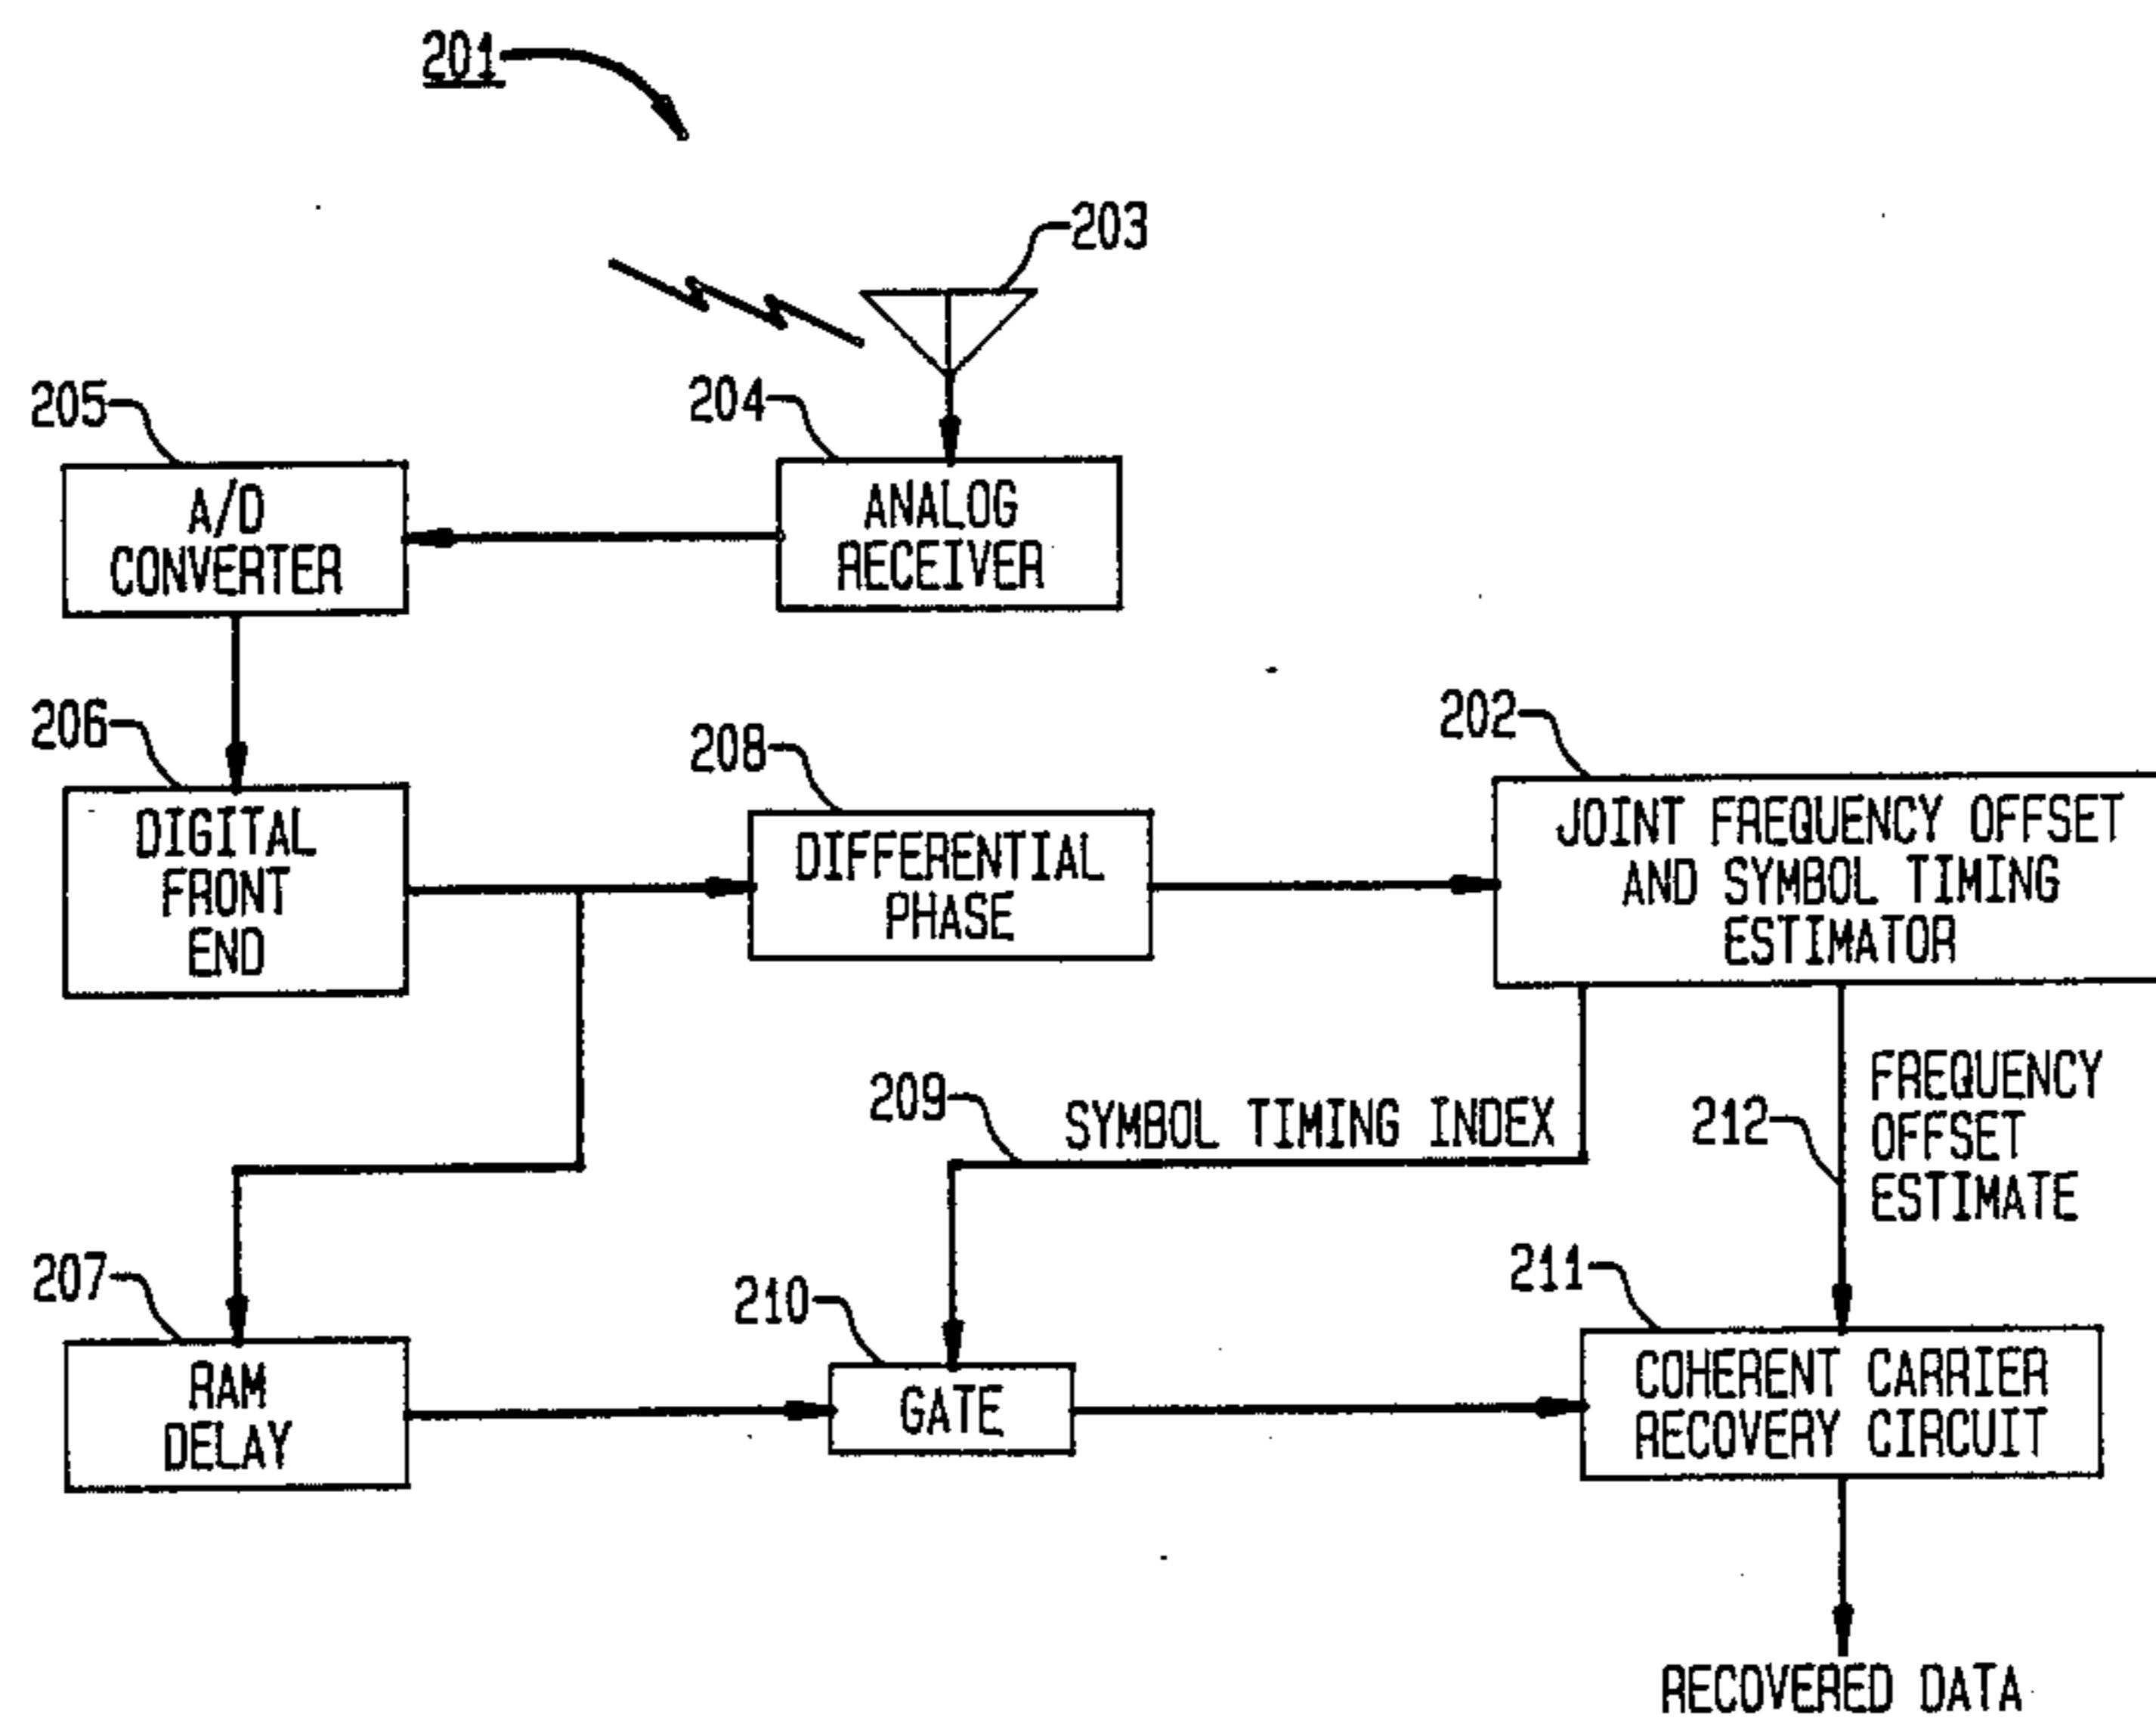 201
203
204
205
A/D
CONVERTER
ANALOG
RECEIVER
206
208
202
DIGITAL
FRONT
END
DIFFERENTIAL
PHASE
JOINT FREQUENCY OFFSET
AND SYMBOL TIMING
ESTIMATOR
209
SYMBOL TIMING INDEX
212
FREQUENCY
OFFSET
ESTIMATE
207
210
211
RAM
DELAY
GATE
COHERENT CARRIER
RECOVERY CIRCUIT
RECOVERED DATA